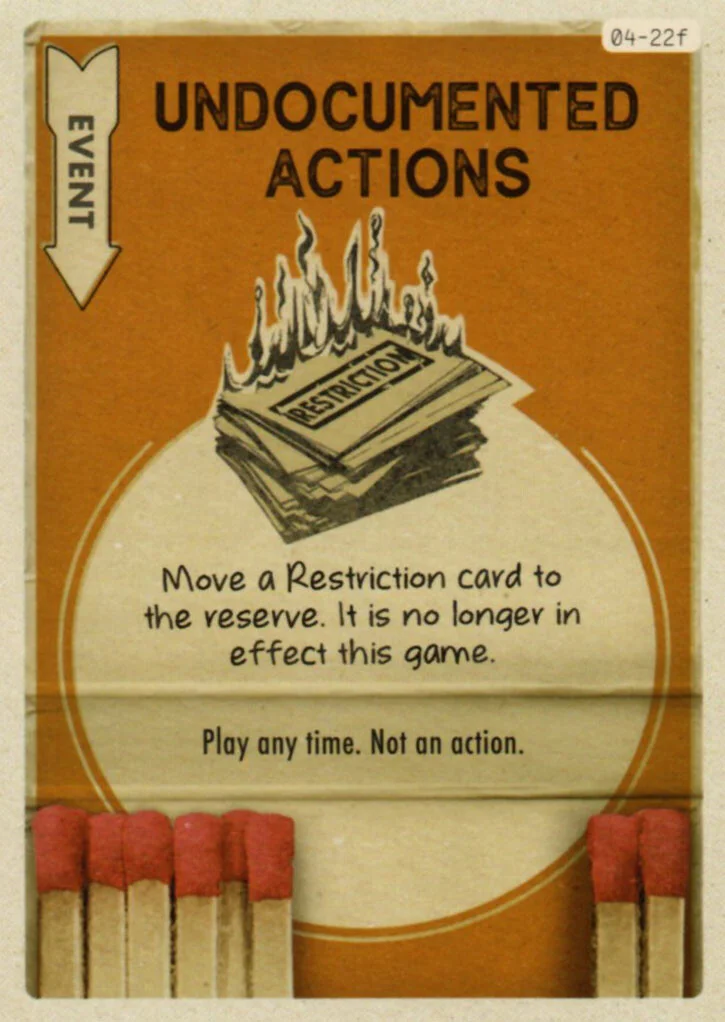 04-22f
EVENT
UNDOCUMENTED
ACTIONS
RESTRICTION
Move a Restriction card to
the reserve. It is no longer in
effect this game.
Play any time. Not an action.